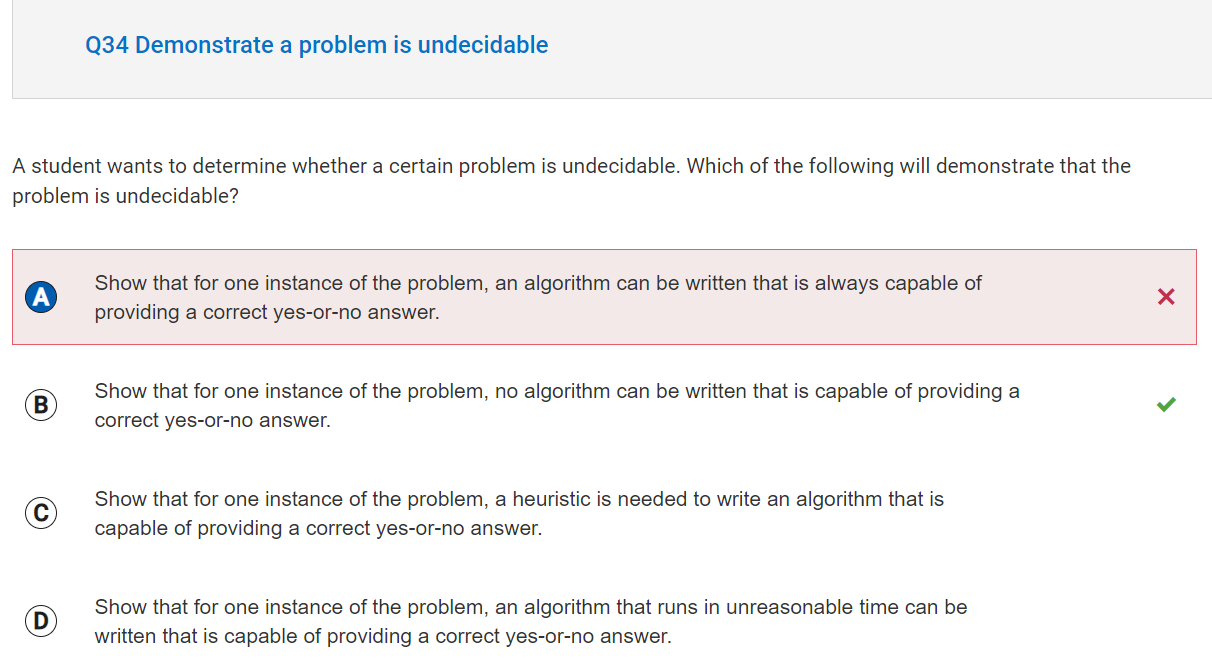 Q34 Demonstrate a problem is undecidable
A student wants to determine whether a certain problem is undecidable. Which of the following will demonstrate that the
problem is undecidable?
A
Show that for one instance of the problem, an algorithm can be written that is always capable of
providing a correct yes-or-no answer.
B
Show that for one instance of the problem, no algorithm can be written that is capable of providing a
correct yes-or-no answer.
C
Show that for one instance of the problem, a heuristic is needed to write an algorithm that is
capable of providing a correct yes-or-no answer.
D
Show that for one instance of the problem, an algorithm that runs in unreasonable time can be
written that is capable of providing a correct yes-or-no answer.